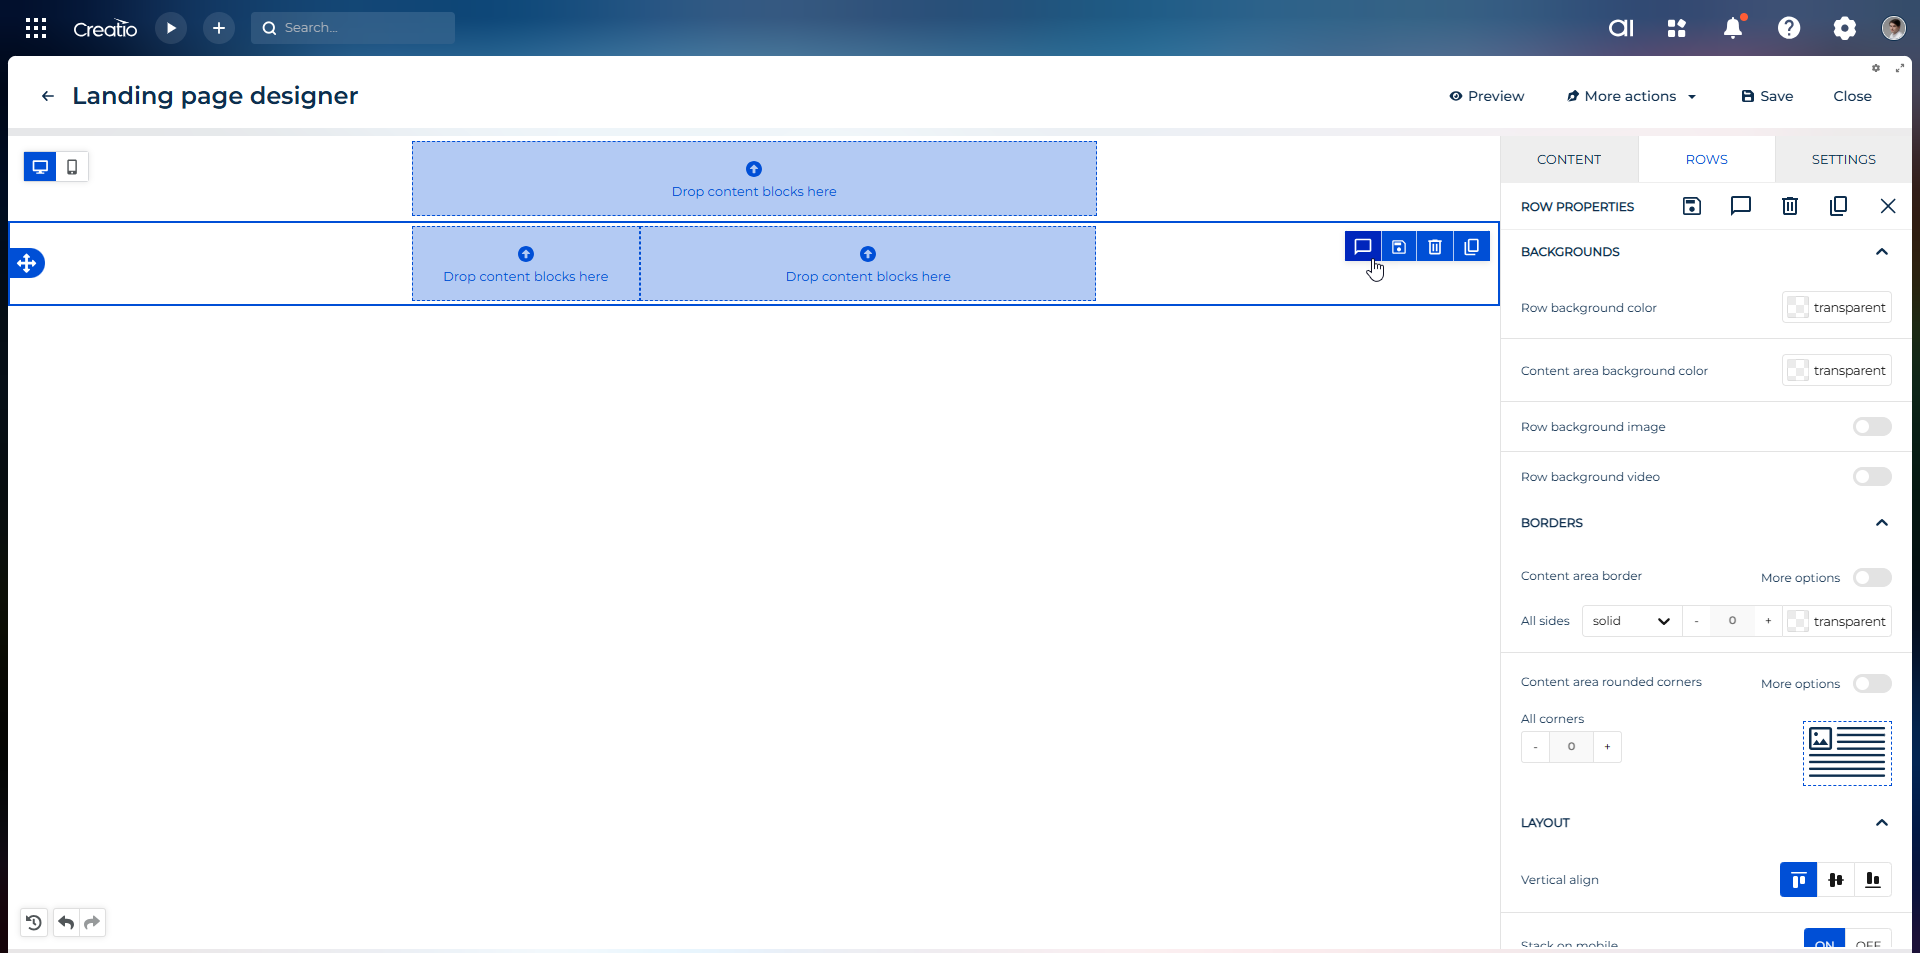 Creatio
Search...
aı
Landing page designer
Preview
More actions
Save
Close
Drop content blocks here
Drop content blocks here
Drop content blocks here
CONTENT
ROWS
SETTINGS
ROW PROPERTIES
BACKGROUNDS
Row background color
transparent
Content area background color
transparent
Row background image
Row background video
BORDERS
Content area border
More options
All sides
solid
- 0 +
transparent
Content area rounded corners
More options
All corners
- 0 +
LAYOUT
Vertical align
Stack on mobile
ON OFF